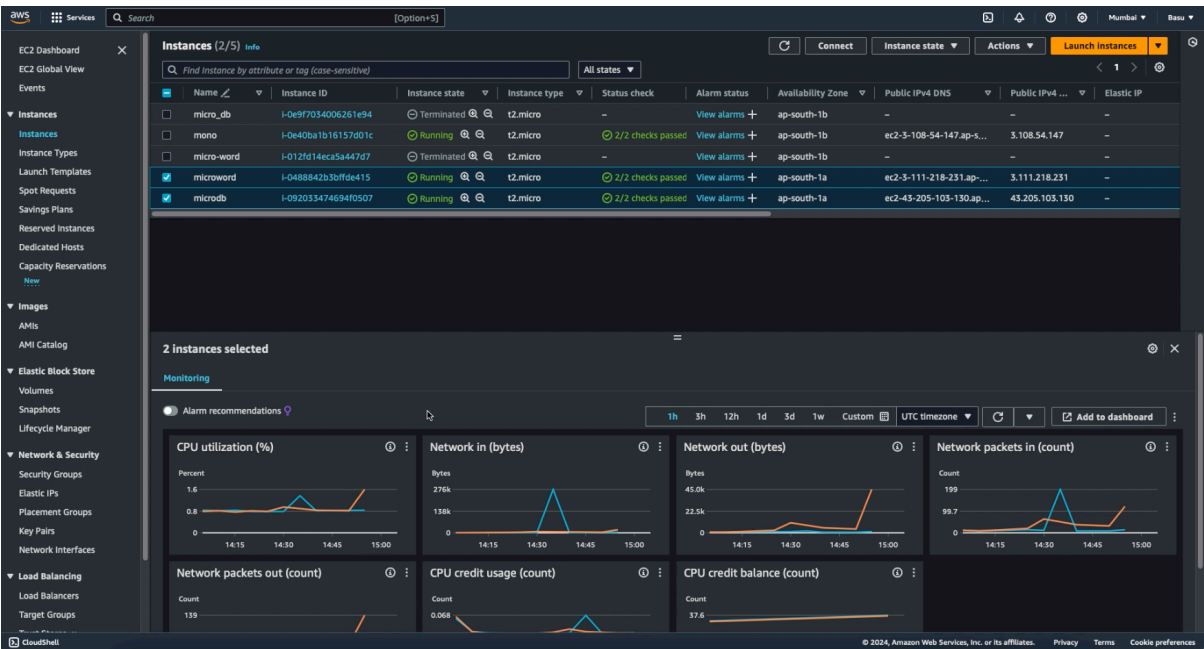 aws Services Search [Option+S] Mumbai ▼ Basu ▼
EC2 Dashboard
EC2 Global View
Events
Instances
Instances
Instance Types
Launch Templates
Spot Requests
Savings Plans
Reserved Instances
Dedicated Hosts
Capacity Reservations
New
Images
AMIs
AMI Catalog
Elastic Block Store
Volumes
Snapshots
Lifecycle Manager
Network & Security
Security Groups
Elastic IPs
Placement Groups
Key Pairs
Network Interfaces
Load Balancing
Load Balancers
Target Groups
Instances (2/5) Info Connect Instance state ▼ Actions ▼ Launch instances ▼
Find Instance by attribute or tag (case-sensitive) All states ▼ < 1 >
Name Instance ID Instance state Instance type Status check Alarm status Availability Zone Public IPv4 DNS Public IPv4 ... Elastic IP
micro_db i-0e9f7034006261e94 Terminated t2.micro – View alarms + ap-south-1b – – –
mono i-0e40ba1b16157d01c Running t2.micro 2/2 checks passed View alarms + ap-south-1b ec2-3-108-54-147.ap-s... 3.108.54.147 –
micro-word i-012fd14eca5a447d7 Terminated t2.micro – View alarms + ap-south-1b – – –
microword i-0488842b3bffde415 Running t2.micro 2/2 checks passed View alarms + ap-south-1a ec2-3-111-218-231.ap-... 3.111.218.231 –
microdb i-092033474694f0507 Running t2.micro 2/2 checks passed View alarms + ap-south-1a ec2-43-205-103-130.ap... 43.205.103.130 –
2 instances selected
Monitoring
Alarm recommendations 1h 3h 12h 1d 3d 1w Custom UTC timezone ▼ Add to dashboard
CPU utilization (%)
Percent
1.6
0.8
0
14:15 14:30 14:45 15:00
Network in (bytes)
Bytes
276k
138k
0
14:15 14:30 14:45 15:00
Network out (bytes)
Bytes
45.0k
22.5k
0
14:15 14:30 14:45 15:00
Network packets in (count)
Count
199
99.7
0
14:15 14:30 14:45 15:00
Network packets out (count)
Count
139
CPU credit usage (count)
Count
0.068
CPU credit balance (count)
Count
37.6
CloudShell © 2024, Amazon Web Services, Inc. or its affiliates. Privacy Terms Cookie preferences